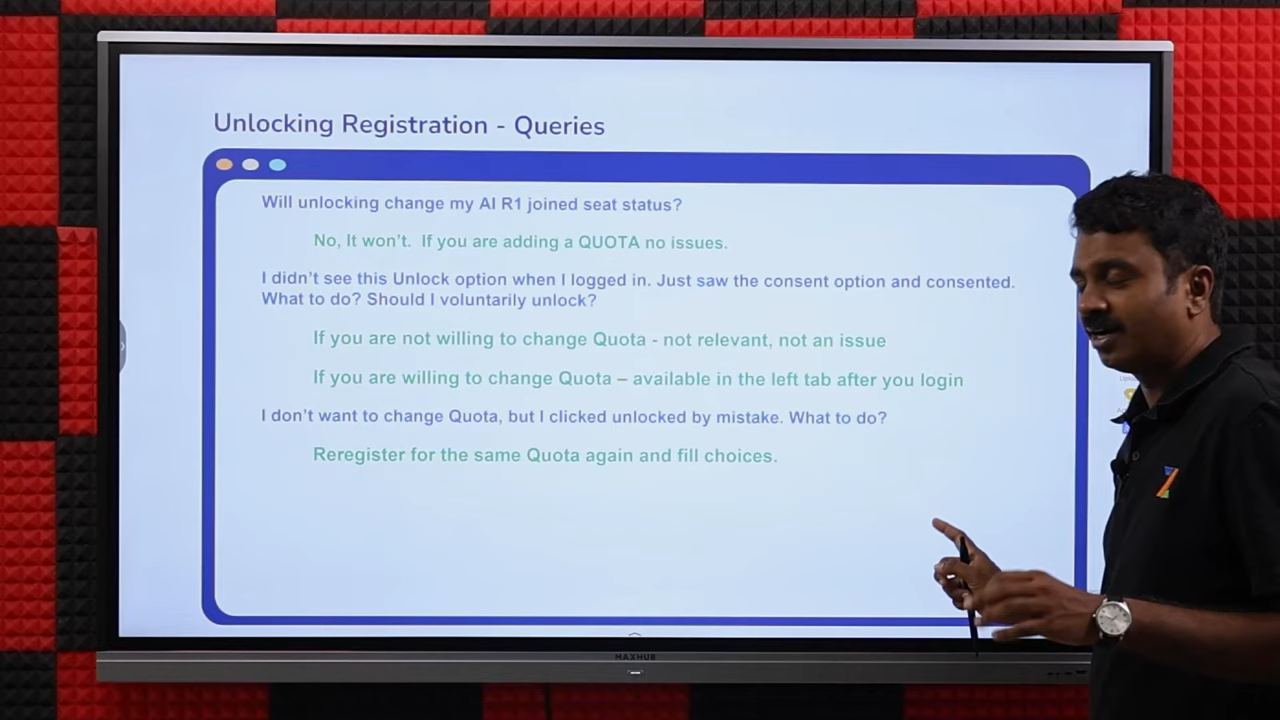 Unlocking Registration - Queries
Will unlocking change my AI R1 joined seat status?
No, It won't.  If you are adding a QUOTA no issues.
I didn't see this Unlock option when I logged in. Just saw the consent option and consented.
What to do? Should I voluntarily unlock?
If you are not willing to change Quota - not relevant, not an issue
If you are willing to change Quota – available in the left tab after you login
I don't want to change Quota, but I clicked unlocked by mistake. What to do?
Reregister for the same Quota again and fill choices.
MAXHUB